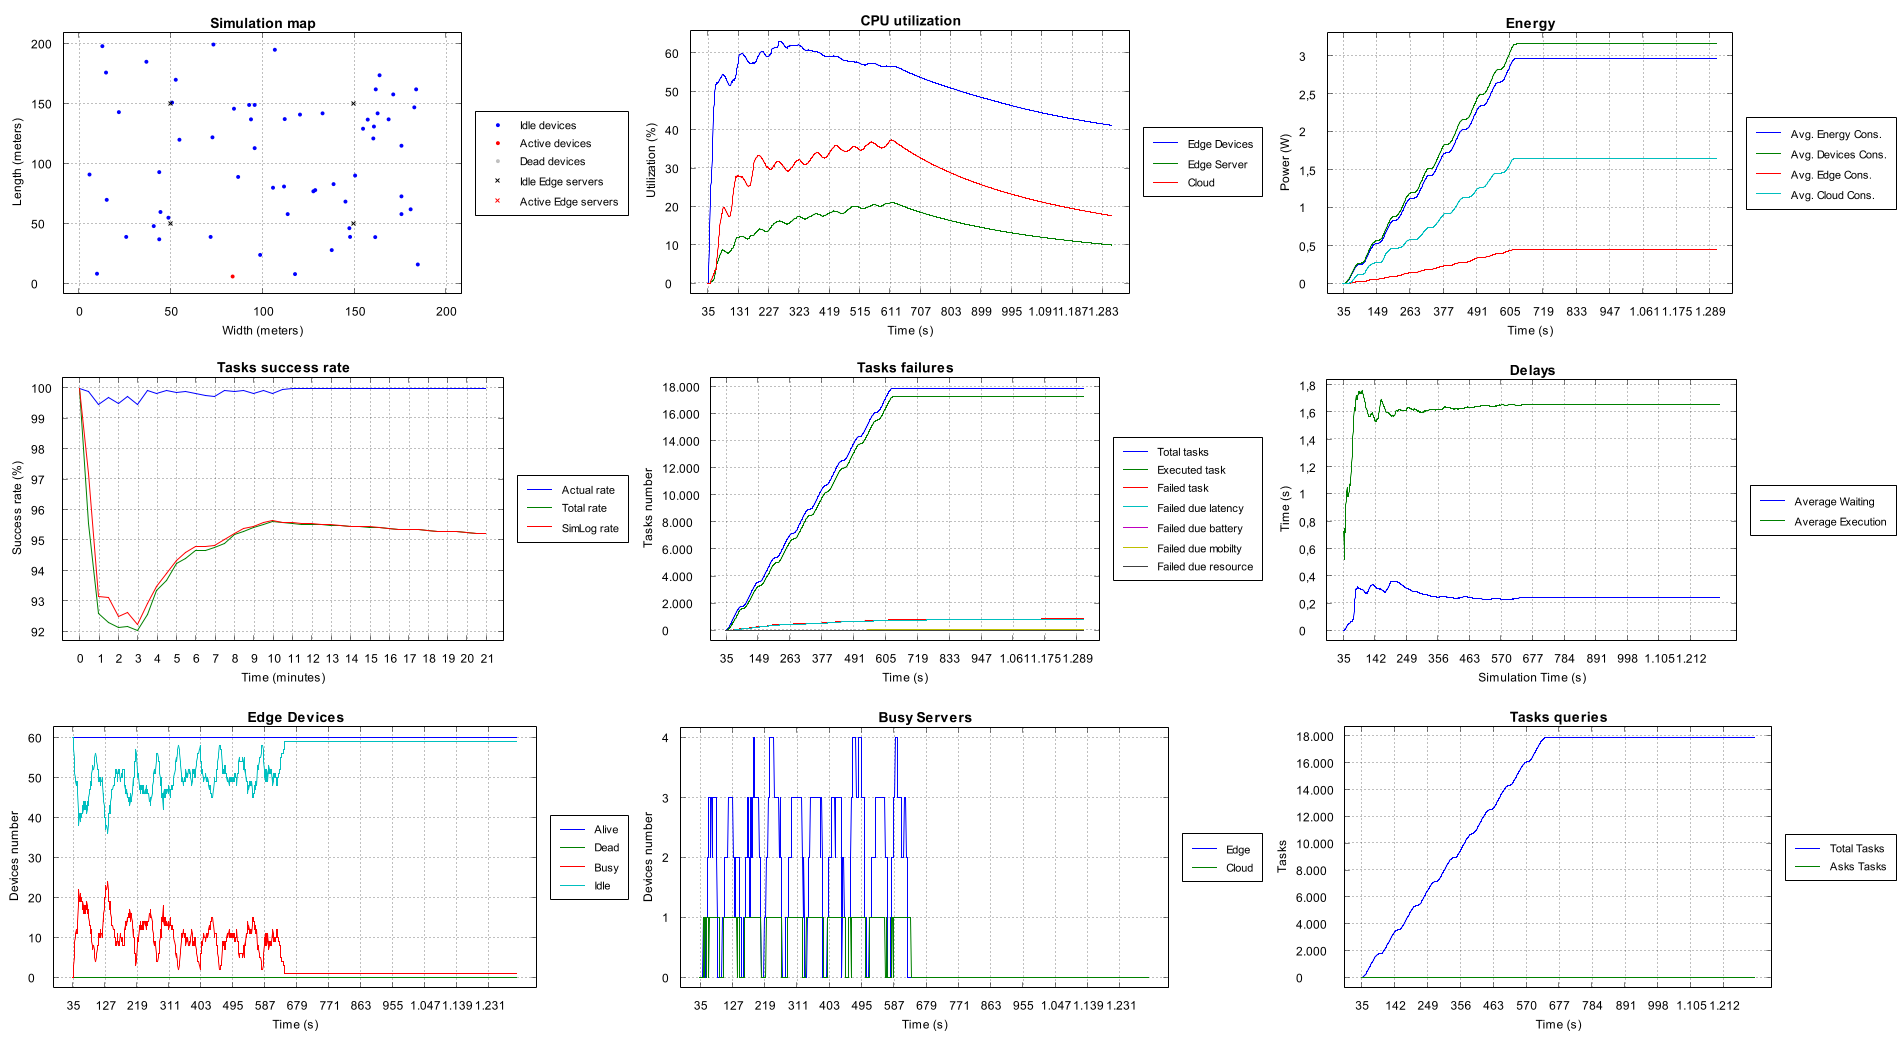 Simulation map
Length (meters)
200
150
100
50
0
0 50 100 150 200
Width (meters)
Idle devices
Active devices
Dead devices
Idle Edge servers
Active Edge servers
CPU utilization
Utilization (%)
60
50
40
30
20
10
0
35 131 227 323 419 515 611 707 803 899 995 1.091 1.187 1.283
Time (s)
Edge Devices
Edge Server
Cloud
Energy
Power (W)
3
2,5
2
1,5
1
0,5
0
35 149 263 377 491 605 719 833 947 1.061 1.175 1.289
Time (s)
Avg. Energy Cons.
Avg. Devices Cons.
Avg. Edge Cons.
Avg. Cloud Cons.
Tasks success rate
Success rate (%)
100
99
98
97
96
95
94
93
92
0 1 2 3 4 5 6 7 8 9 10 11 12 13 14 15 16 17 18 19 20 21
Time (minutes)
Actual rate
Total rate
SimLog rate
Tasks failures
Tasks number
18.000
16.000
14.000
12.000
10.000
8.000
6.000
4.000
2.000
0
35 149 263 377 491 605 719 833 947 1.061 1.175 1.289
Time (s)
Total tasks
Executed task
Failed task
Failed due latency
Failed due battery
Failed due mobilty
Failed due resource
Delays
Time (s)
1,8
1,6
1,4
1,2
1
0,8
0,6
0,4
0,2
0
35 142 249 356 463 570 677 784 891 998 1.105 1.212
Simulation Time (s)
Average Waiting
Average Execution
Edge Devices
Devices number
60
50
40
30
20
10
0
35 127 219 311 403 495 587 679 771 863 955 1.047 1.139 1.231
Time (s)
Alive
Dead
Busy
Idle
Busy Servers
Devices number
4
3
2
1
0
35 127 219 311 403 495 587 679 771 863 955 1.047 1.139 1.231
Time (s)
Edge
Cloud
Tasks queries
Tasks
18.000
16.000
14.000
12.000
10.000
8.000
6.000
4.000
2.000
0
35 142 249 356 463 570 677 784 891 998 1.105 1.212
Time (s)
Total Tasks
Asks Tasks